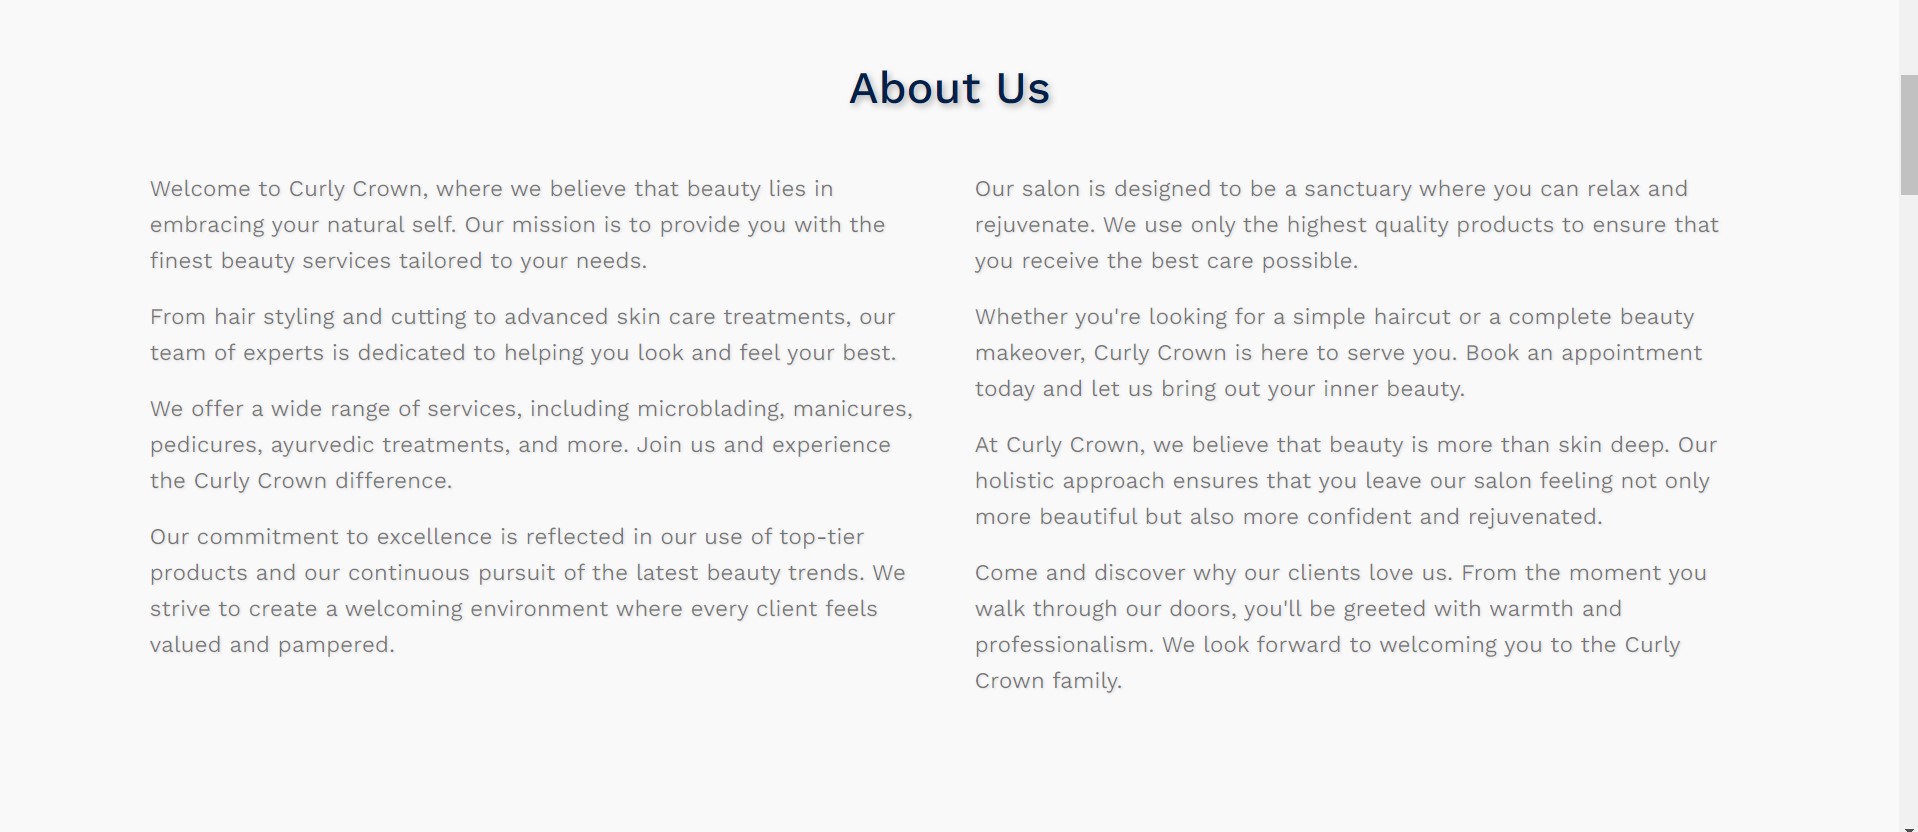 About Us
Welcome to Curly Crown, where we believe that beauty lies in
embracing your natural self. Our mission is to provide you with the
finest beauty services tailored to your needs.
From hair styling and cutting to advanced skin care treatments, our
team of experts is dedicated to helping you look and feel your best.
We offer a wide range of services, including microblading, manicures,
pedicures, ayurvedic treatments, and more. Join us and experience
the Curly Crown difference.
Our commitment to excellence is reflected in our use of top-tier
products and our continuous pursuit of the latest beauty trends. We
strive to create a welcoming environment where every client feels
valued and pampered.
Our salon is designed to be a sanctuary where you can relax and
rejuvenate. We use only the highest quality products to ensure that
you receive the best care possible.
Whether you're looking for a simple haircut or a complete beauty
makeover, Curly Crown is here to serve you. Book an appointment
today and let us bring out your inner beauty.
At Curly Crown, we believe that beauty is more than skin deep. Our
holistic approach ensures that you leave our salon feeling not only
more beautiful but also more confident and rejuvenated.
Come and discover why our clients love us. From the moment you
walk through our doors, you'll be greeted with warmth and
professionalism. We look forward to welcoming you to the Curly
Crown family.